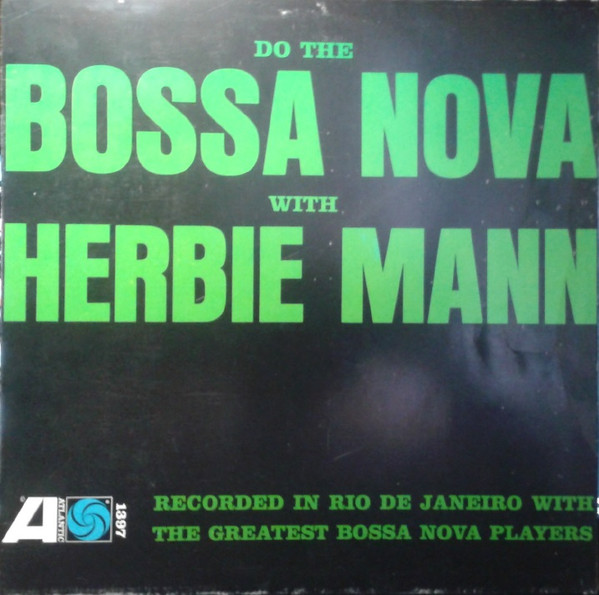 DO THE
BOSSA NOVA
WITH
HERBIE MANN
A
ATLANTIC
®
1397
RECORDED IN RIO DE JANEIRO WITH
THE GREATEST BOSSA NOVA PLAYERS